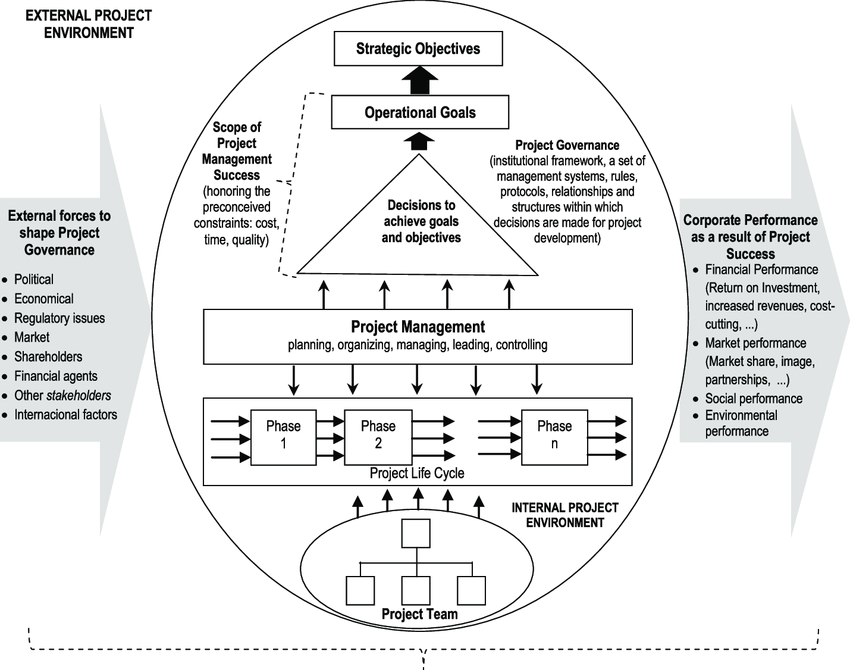 EXTERNAL PROJECT
ENVIRONMENT
Strategic Objectives
Operational Goals
Scope of
Project
Management
Success
(honoring the
preconceived
constraints: cost,
time, quality)
Project Governance
(institutional framework, a set of
management systems, rules,
protocols, relationships and
structures within which
decisions are made for project
development)
Decisions to
achieve goals
and objectives
External forces to
shape Project
Governance
• Political
• Economical
• Regulatory issues
• Market
• Shareholders
• Financial agents
• Other stakeholders
• Internacional factors
Corporate Performance
as a result of Project
Success
• Financial Performance
(Return on Investment,
increased revenues, cost-
cutting, ...)
• Market performance
(Market share, image,
partnerships, ...)
• Social performance
• Environmental
performance
Project Management
planning, organizing, managing, leading, controlling
Phase
1
Phase
2
Phase
n
Project Life Cycle
INTERNAL PROJECT
ENVIRONMENT
Project Team